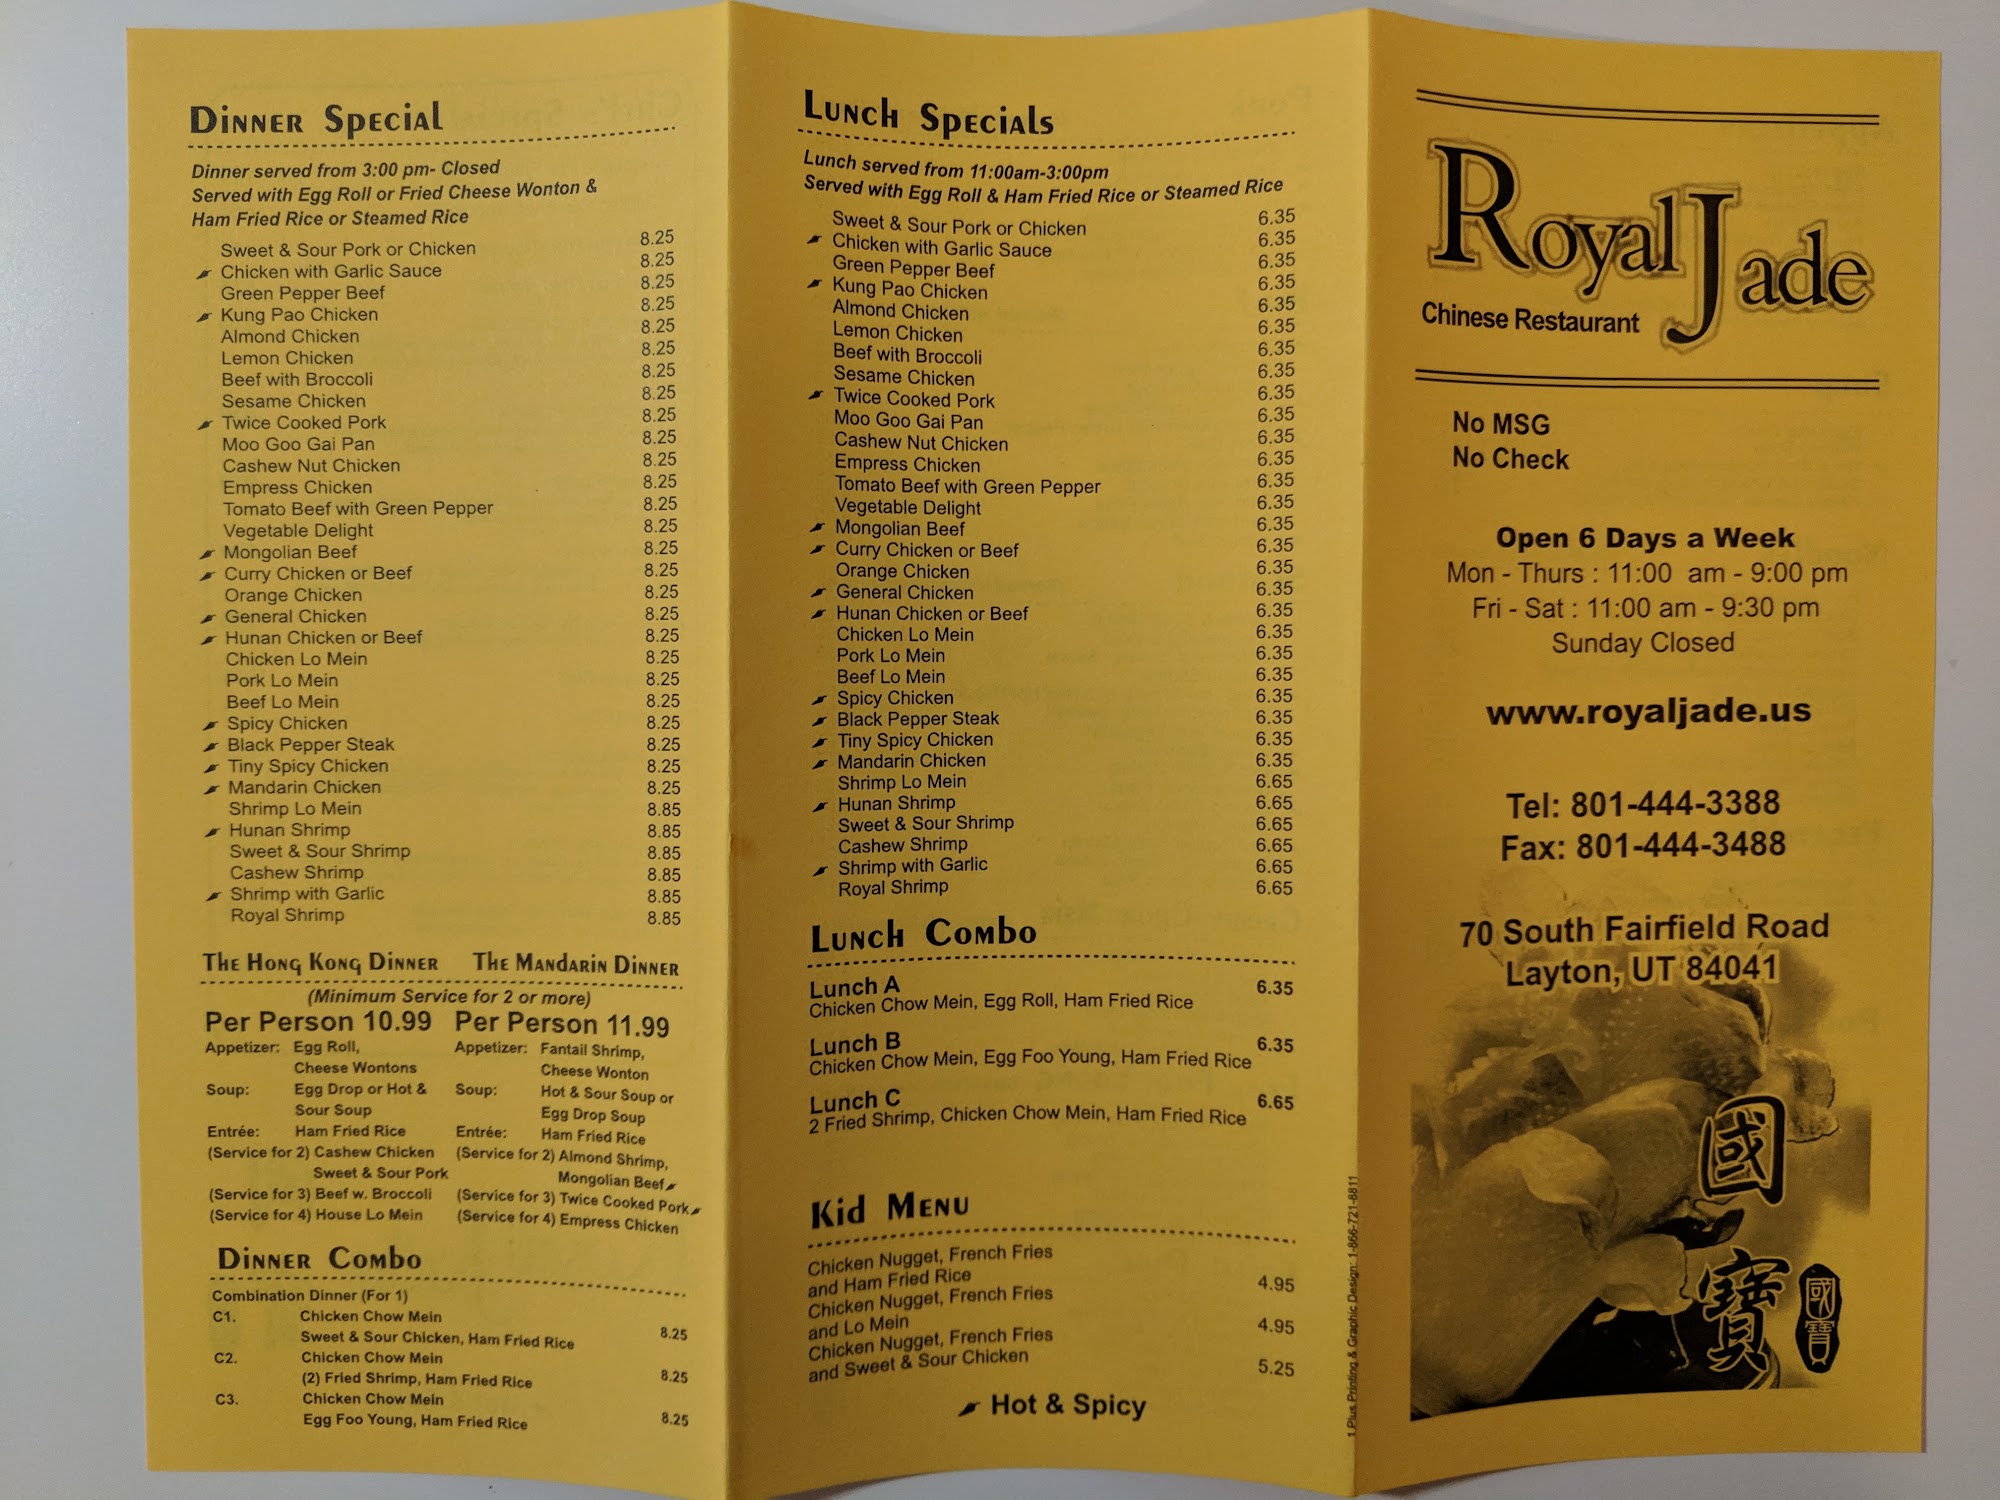 Dinner Special
Dinner served from 3:00 pm- Closed
Served with Egg Roll or Fried Cheese Wonton &
Ham Fried Rice or Steamed Rice
Sweet & Sour Pork or Chicken 8.25
Chicken with Garlic Sauce 8.25
Green Pepper Beef 8.25
Kung Pao Chicken 8.25
Almond Chicken 8.25
Lemon Chicken 8.25
Beef with Broccoli 8.25
Sesame Chicken 8.25
Twice Cooked Pork 8.25
Moo Goo Gai Pan 8.25
Cashew Nut Chicken 8.25
Empress Chicken 8.25
Tomato Beef with Green Pepper 8.25
Vegetable Delight 8.25
Mongolian Beef 8.25
Curry Chicken or Beef 8.25
Orange Chicken 8.25
General Chicken 8.25
Hunan Chicken or Beef 8.25
Chicken Lo Mein 8.25
Pork Lo Mein 8.25
Beef Lo Mein 8.25
Spicy Chicken 8.25
Black Pepper Steak 8.25
Tiny Spicy Chicken 8.25
Mandarin Chicken 8.25
Shrimp Lo Mein 8.85
Hunan Shrimp 8.85
Sweet & Sour Shrimp 8.85
Cashew Shrimp 8.85
Shrimp with Garlic 8.85
Royal Shrimp 8.85
The Hong Kong Dinner The Mandarin Dinner
(Minimum Service for 2 or more)
Per Person 10.99 Per Person 11.99
Appetizer: Egg Roll, Appetizer: Fantail Shrimp,
Cheese Wontons Cheese Wonton
Soup: Egg Drop or Hot & Soup: Hot & Sour Soup or
Sour Soup Egg Drop Soup
Entrée: Ham Fried Rice Entrée: Ham Fried Rice
(Service for 2) Cashew Chicken (Service for 2) Almond Shrimp,
Sweet & Sour Pork Mongolian Beef
(Service for 3) Beef w. Broccoli (Service for 3) Twice Cooked Pork
(Service for 4) House Lo Mein (Service for 4) Empress Chicken
Dinner Combo
Combination Dinner (For 1)
C1. Chicken Chow Mein
Sweet & Sour Chicken, Ham Fried Rice 8.25
C2. Chicken Chow Mein
(2) Fried Shrimp, Ham Fried Rice 8.25
C3. Chicken Chow Mein
Egg Foo Young, Ham Fried Rice 8.25
Lunch Specials
Lunch served from 11:00am-3:00pm
Served with Egg Roll & Ham Fried Rice or Steamed Rice
Sweet & Sour Pork or Chicken 6.35
Chicken with Garlic Sauce 6.35
Green Pepper Beef 6.35
Kung Pao Chicken 6.35
Almond Chicken 6.35
Lemon Chicken 6.35
Beef with Broccoli 6.35
Sesame Chicken 6.35
Twice Cooked Pork 6.35
Moo Goo Gai Pan 6.35
Cashew Nut Chicken 6.35
Empress Chicken 6.35
Tomato Beef with Green Pepper 6.35
Vegetable Delight 6.35
Mongolian Beef 6.35
Curry Chicken or Beef 6.35
Orange Chicken 6.35
General Chicken 6.35
Hunan Chicken or Beef 6.35
Chicken Lo Mein 6.35
Pork Lo Mein 6.35
Beef Lo Mein 6.35
Spicy Chicken 6.35
Black Pepper Steak 6.35
Tiny Spicy Chicken 6.35
Mandarin Chicken 6.35
Shrimp Lo Mein 6.65
Hunan Shrimp 6.65
Sweet & Sour Shrimp 6.65
Cashew Shrimp 6.65
Shrimp with Garlic 6.65
Royal Shrimp 6.65
Lunch Combo
Lunch A 6.35
Chicken Chow Mein, Egg Roll, Ham Fried Rice
Lunch B 6.35
Chicken Chow Mein, Egg Foo Young, Ham Fried Rice
Lunch C 6.65
2 Fried Shrimp, Chicken Chow Mein, Ham Fried Rice
Kid Menu
Chicken Nugget, French Fries
and Ham Fried Rice 4.95
Chicken Nugget, French Fries
and Lo Mein 4.95
Chicken Nugget, French Fries
and Sweet & Sour Chicken 5.25
Hot & Spicy
1 Plus Printing & Graphic Design: 1-866-721-8811
Royal Jade
Chinese Restaurant
No MSG
No Check
Open 6 Days a Week
Mon - Thurs : 11:00 am - 9:00 pm
Fri - Sat : 11:00 am - 9:30 pm
Sunday Closed
www.royaljade.us
Tel: 801-444-3388
Fax: 801-444-3488
70 South Fairfield Road
Layton, UT 84041
國寶
國寶